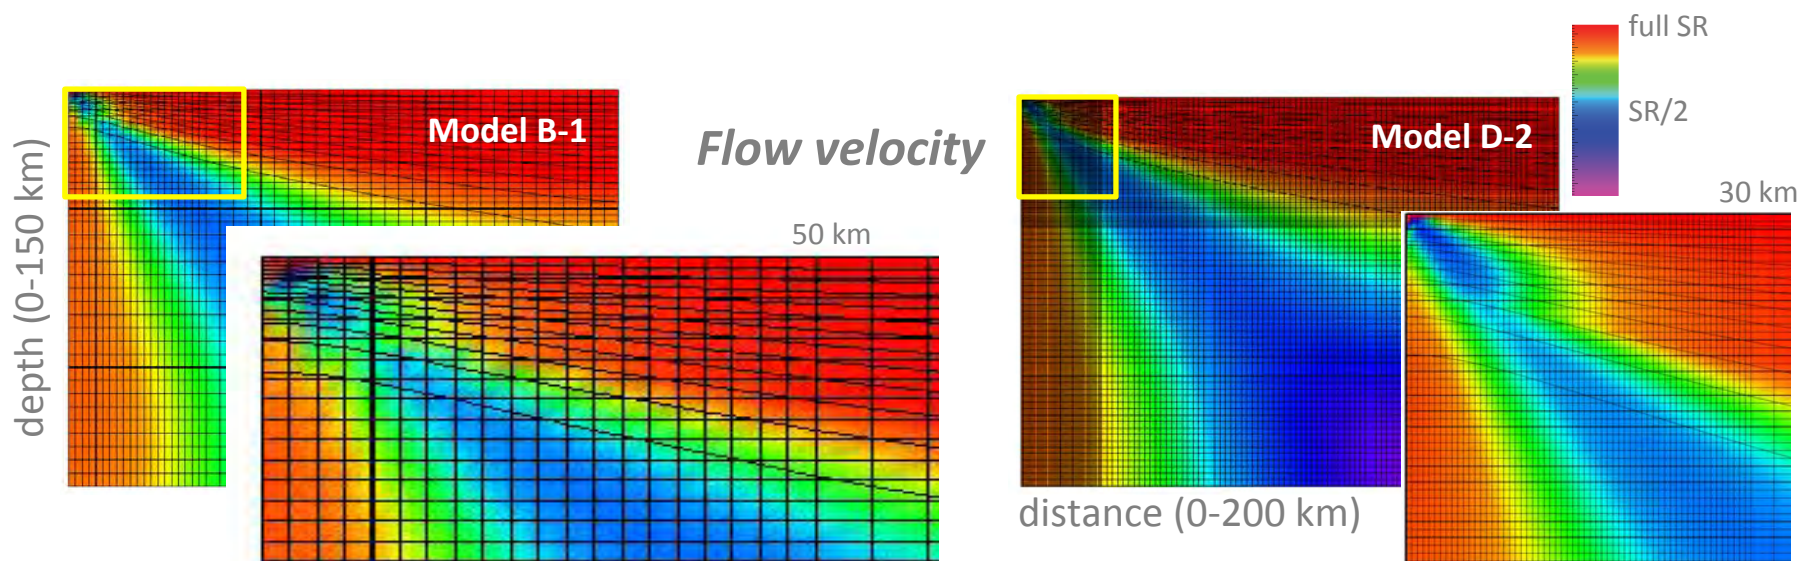 full SR
SR/2
Model B-1
Flow velocity
Model D-2
depth (0-150 km)
50 km
30 km
distance (0-200 km)